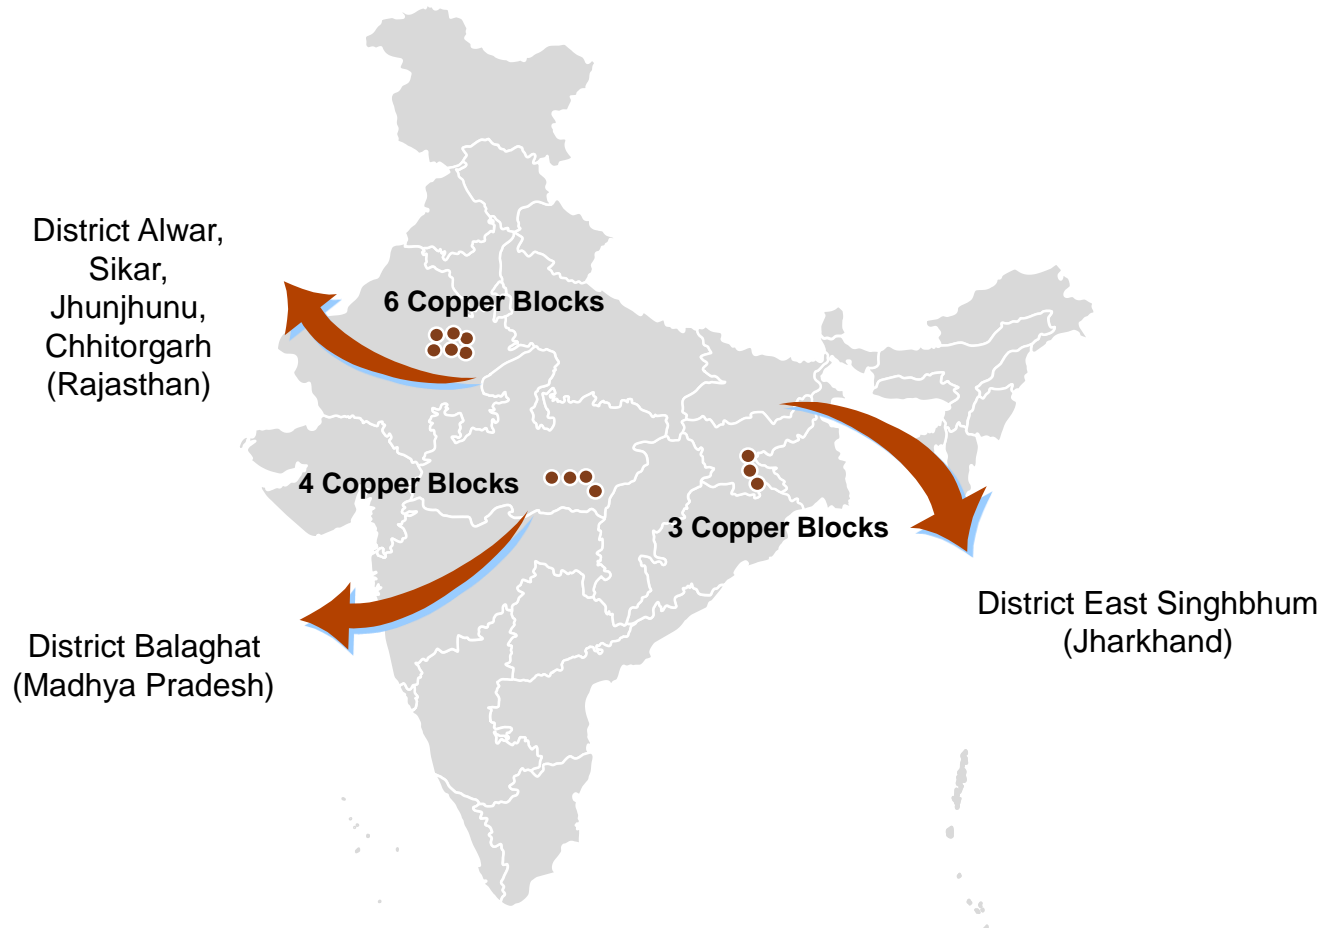 District Alwar,
Sikar,
Jhunjhunu,
Chhitorgarh
(Rajasthan)
6 Copper Blocks
4 Copper Blocks
3 Copper Blocks
District East Singhbhum
(Jharkhand)
District Balaghat
(Madhya Pradesh)